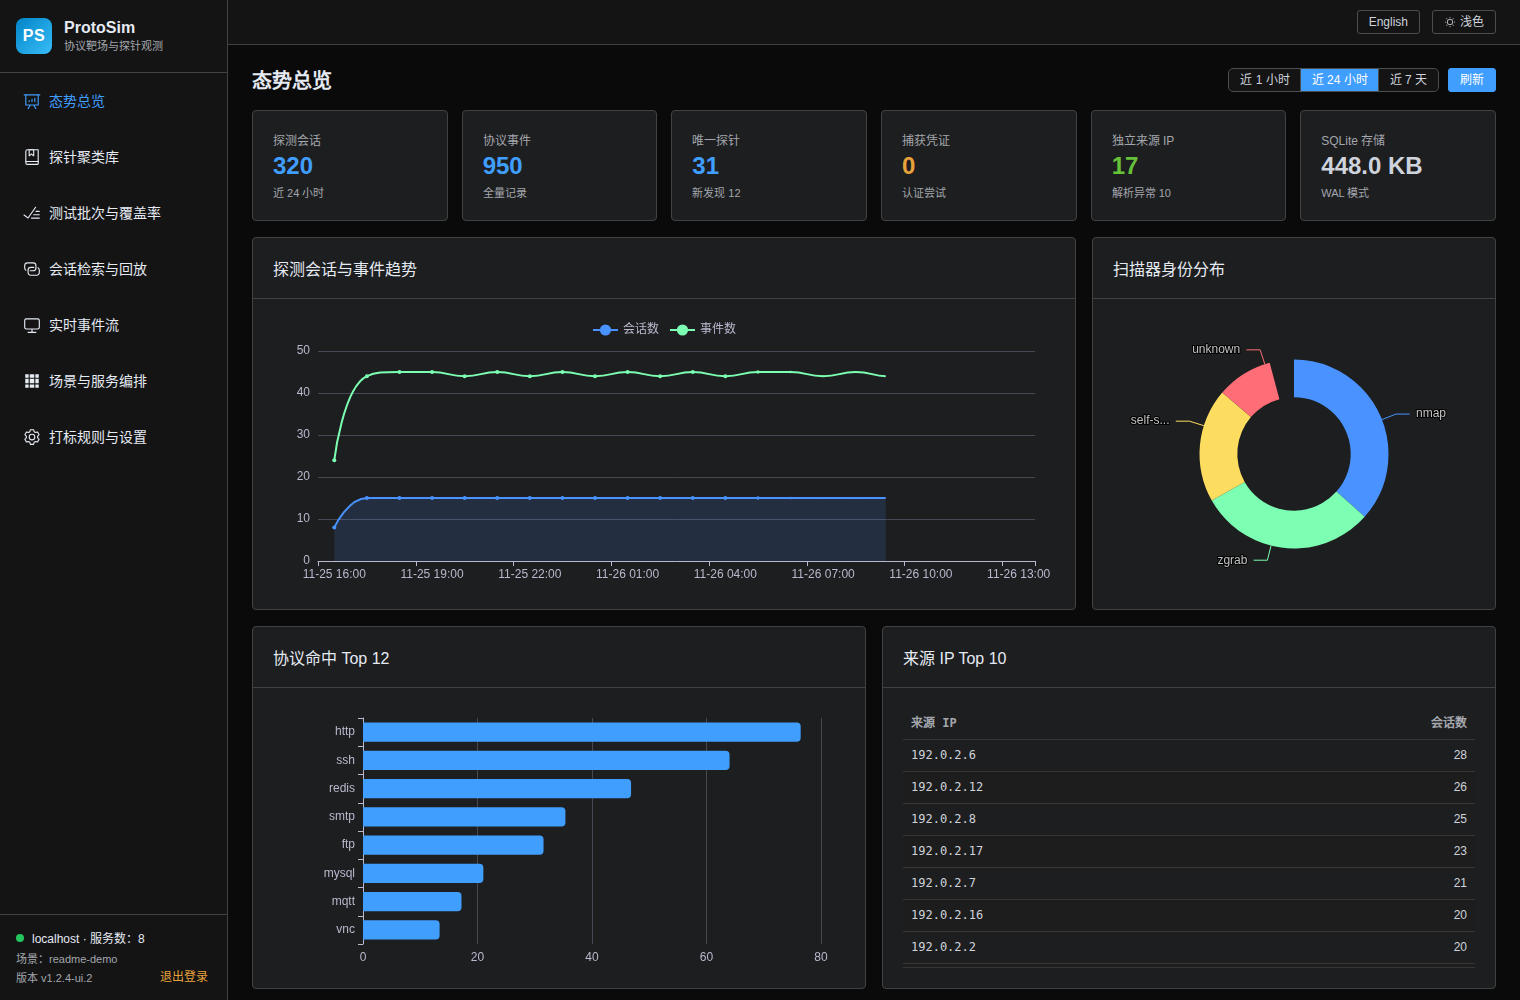 PS
ProtoSim
协议靶场与探针观测
English
浅色
态势总览
探针聚类库
测试批次与覆盖率
会话检索与回放
实时事件流
场景与服务编排
打标规则与设置
localhost · 服务数：8
场景：readme-demo
版本 v1.2.4-ui.2
退出登录
态势总览
近 1 小时
近 24 小时
近 7 天
刷新
探测会话
320
近 24 小时
协议事件
950
全量记录
唯一探针
31
新发现 12
捕获凭证
0
认证尝试
独立来源 IP
17
解析异常 10
SQLite 存储
448.0 KB
WAL 模式
探测会话与事件趋势
会话数
事件数
50
40
30
20
10
0
11-25 16:00
11-25 19:00
11-25 22:00
11-26 01:00
11-26 04:00
11-26 07:00
11-26 10:00
11-26 13:00
扫描器身份分布
unknown
nmap
self-s...
zgrab
协议命中 Top 12
http
ssh
redis
smtp
ftp
mysql
mqtt
vnc
0
20
40
60
80
来源 IP Top 10
来源 IP 会话数
192.0.2.6 28
192.0.2.12 26
192.0.2.8 25
192.0.2.17 23
192.0.2.7 21
192.0.2.16 20
192.0.2.2 20